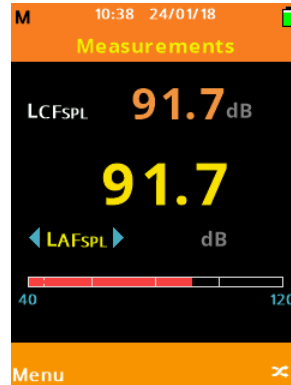 M 10:38 24/01/18
Measurements
LCFSPL 91.7 dB
91.7
LAFSPL dB
40 120
Menu